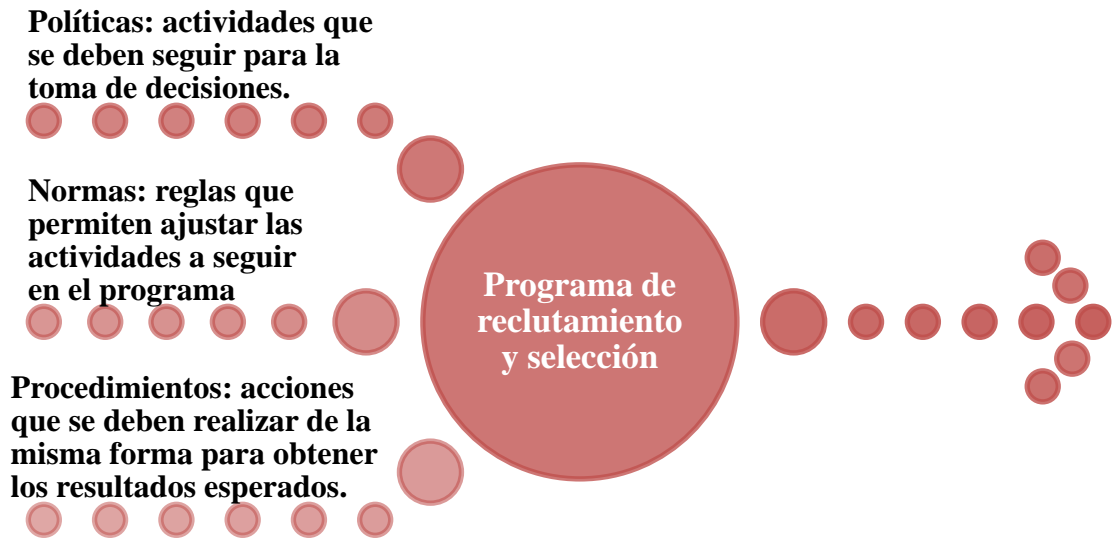 Políticas: actividades que
se deben seguir para la
toma de decisiones.
Normas: reglas que
permiten ajustar las
actividades a seguir
en el programa
Procedimientos: acciones
que se deben realizar de la
misma forma para obtener
los resultados esperados.
Programa de
reclutamiento
y selección